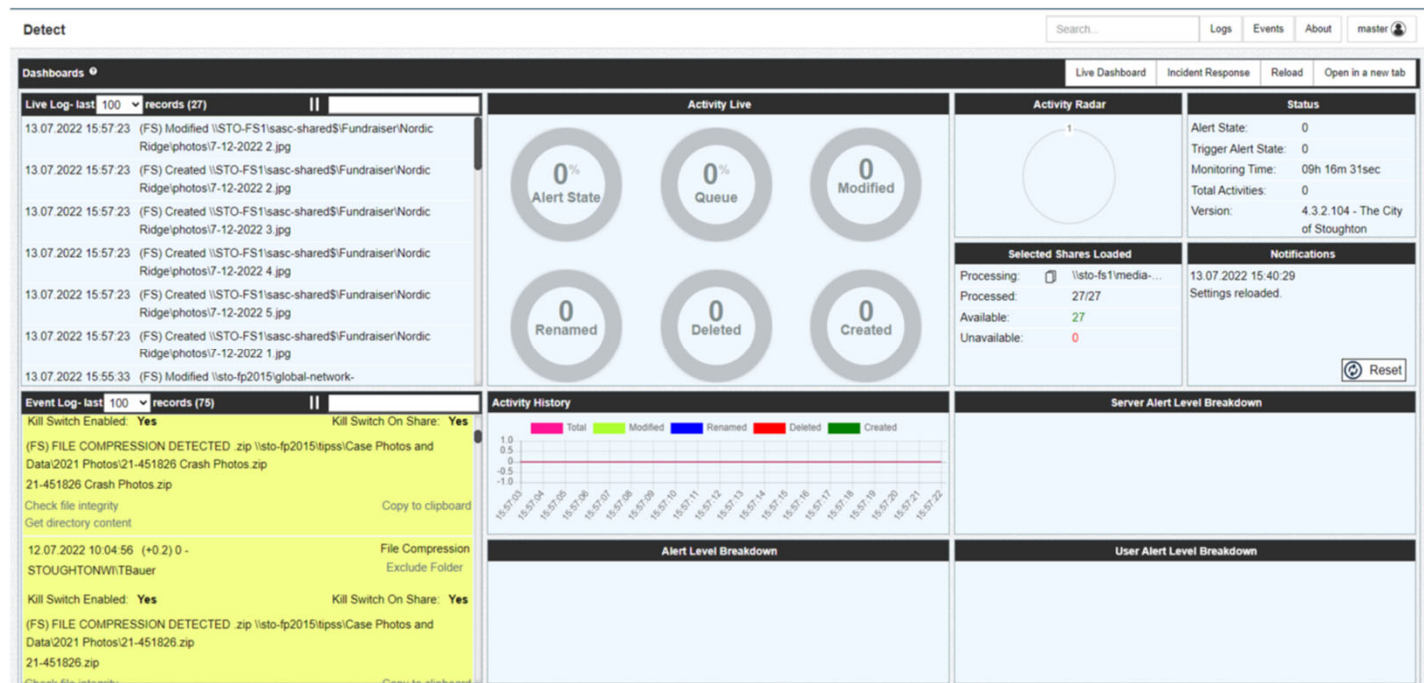 Detect
Search...
Logs
Events
About
master
Dashboards
Live Dashboard
Incident Response
Reload
Open in a new tab
Live Log- last 100 records (27)
13.07.2022 15:57:23 (FS) Modified \\STO-FS1\sasc-shared$\Fundraiser\Nordic
Ridge\photos\7-12-2022 2.jpg
13.07.2022 15:57:23 (FS) Created \\STO-FS1\sasc-shared$\Fundraiser\Nordic
Ridge\photos\7-12-2022 2.jpg
13.07.2022 15:57:23 (FS) Created \\STO-FS1\sasc-shared$\Fundraiser\Nordic
Ridge\photos\7-12-2022 3.jpg
13.07.2022 15:57:23 (FS) Created \\STO-FS1\sasc-shared$\Fundraiser\Nordic
Ridge\photos\7-12-2022 4.jpg
13.07.2022 15:57:23 (FS) Created \\STO-FS1\sasc-shared$\Fundraiser\Nordic
Ridge\photos\7-12-2022 5.jpg
13.07.2022 15:57:23 (FS) Created \\STO-FS1\sasc-shared$\Fundraiser\Nordic
Ridge\photos\7-12-2022 1.jpg
13.07.2022 15:55:33 (FS) Modified \\sto-fp2015\global-network-
Activity Live
0%
Alert State
0%
Queue
0
Modified
0
Renamed
0
Deleted
0
Created
Activity Radar
1
Status
Alert State: 0
Trigger Alert State: 0
Monitoring Time: 09h 16m 31sec
Total Activities: 0
Version: 4.3.2.104 - The City
of Stoughton
Selected Shares Loaded
Processing: \\sto-fs1\media-...
Processed: 27/27
Available: 27
Unavailable: 0
Notifications
13.07.2022 15:40:29
Settings reloaded.
Reset
Event Log- last 100 records (75)
Kill Switch Enabled: Yes Kill Switch On Share: Yes
(FS) FILE COMPRESSION DETECTED .zip \\sto-fp2015\tipss\Case Photos and
Data\2021 Photos\21-451826 Crash Photos.zip
21-451826 Crash Photos.zip
Check file integrity Copy to clipboard
Get directory content
12.07.2022 10:04:56 (+0.2) 0 - File Compression
STOUGHTONWI\TBauer Exclude Folder
Kill Switch Enabled: Yes Kill Switch On Share: Yes
(FS) FILE COMPRESSION DETECTED .zip \\sto-fp2015\tipss\Case Photos and
Data\2021 Photos\21-451826.zip
21-451826.zip
Check file integrity Copy to clipboard
Activity History
Total Modified Renamed Deleted Created
1.0
0.5
0
-0.5
-1.0
15:57:03 15:57:04 15:57:05 15:57:06 15:57:07 15:57:08 15:57:09 15:57:10 15:57:11 15:57:12 15:57:13 15:57:14 15:57:15 15:57:16 15:57:17 15:57:18 15:57:19 15:57:20 15:57:21 15:57:22
Server Alert Level Breakdown
Alert Level Breakdown
User Alert Level Breakdown